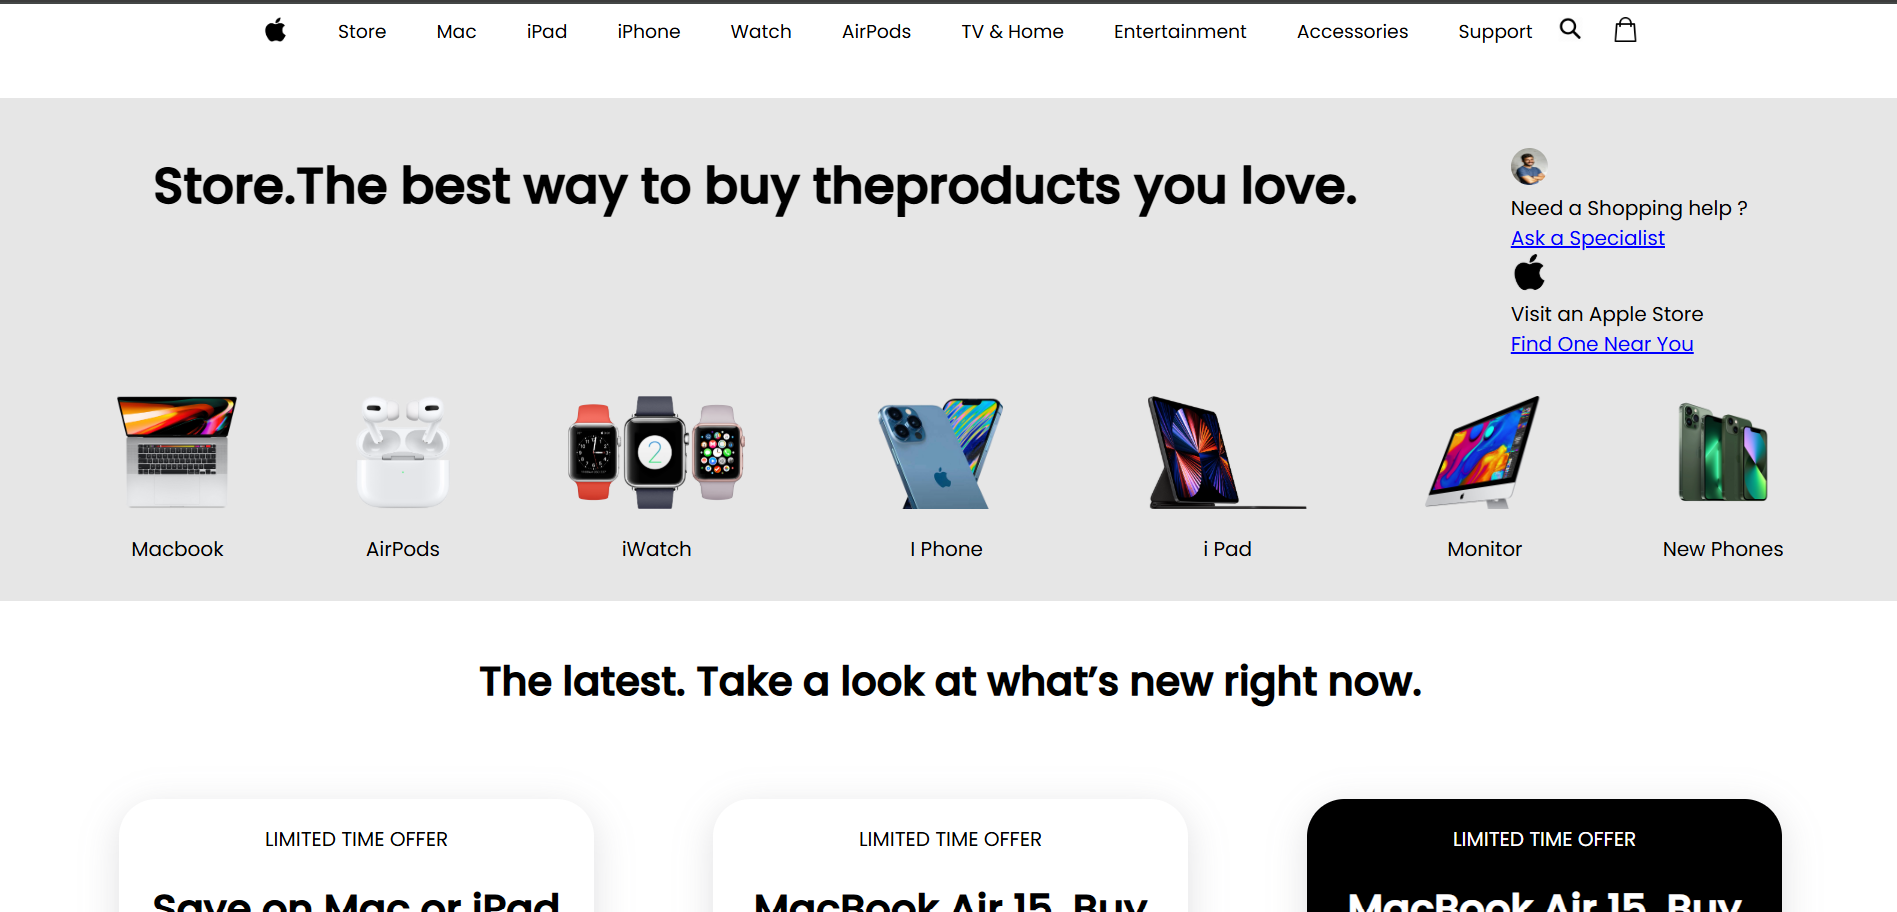 Store Mac iPad iPhone Watch AirPods TV & Home Entertainment Accessories Support
Store.The best way to buy theproducts you love.
Need a Shopping help ?
Ask a Specialist
Visit an Apple Store
Find One Near You
2
Macbook AirPods iWatch I Phone i Pad Monitor New Phones
The latest. Take a look at what’s new right now.
LIMITED TIME OFFER LIMITED TIME OFFER LIMITED TIME OFFER
Save on Mac or iPad MacBook Air 15. Buy MacBook Air 15. Buy